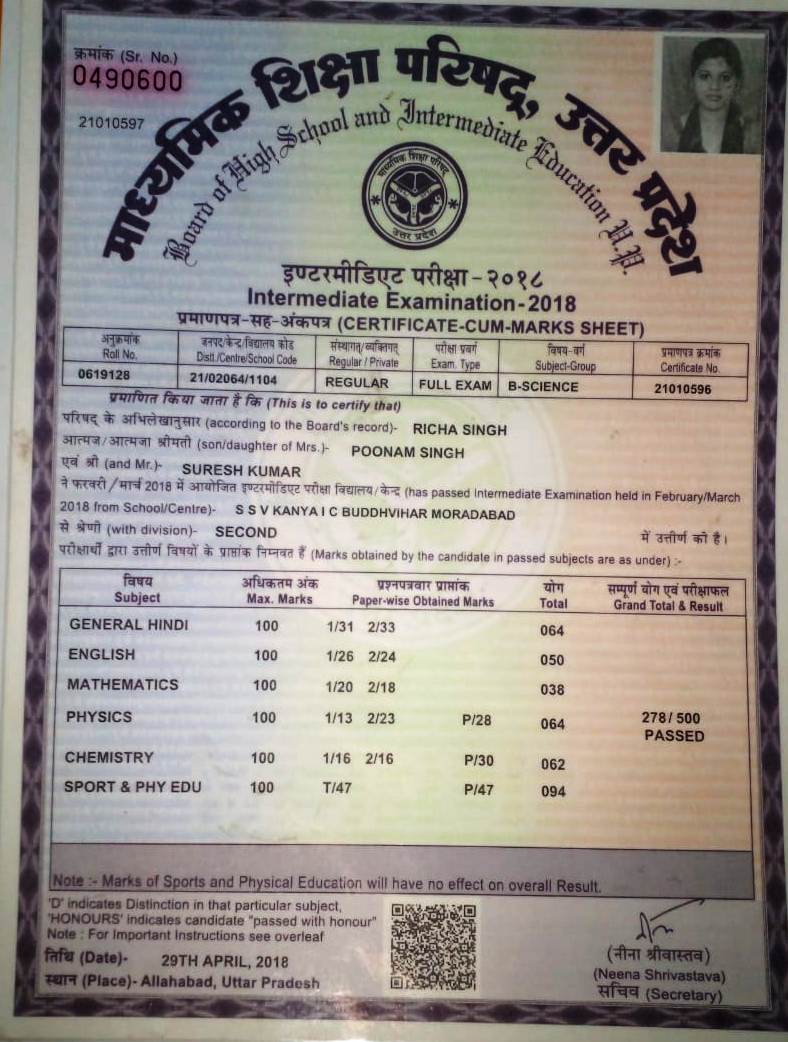 क्रमांक (Sr. No.)
0490600
21010597
माध्यमिक शिक्षा परिषद्, उत्तर प्रदेश
Board of High School and Intermediate Education U.P.
माध्यमिक शिक्षा परिषद
उत्तर प्रदेश
इण्टरमीडिएट परीक्षा-२०१८
Intermediate Examination-2018
प्रमाणपत्र-सह-अंकपत्र (CERTIFICATE-CUM-MARKS SHEET)
अनुक्रमांक जनपद/केन्द्र/विद्यालय कोड संस्थागत/व्यक्तिगत परीक्षा प्रवर्ग विषय-वर्ग प्रमाणपत्र क्रमांक
Roll No. Distt./Centre/School Code Regular / Private Exam. Type Subject-Group Certificate No.
0619128 21/02064/1104 REGULAR FULL EXAM B-SCIENCE 21010596
प्रमाणित किया जाता है कि (This is to certify that)
परिषद् के अभिलेखानुसार (according to the Board's record)- RICHA SINGH
आत्मज/आत्मजा श्रीमती (son/daughter of Mrs.)- POONAM SINGH
एवं श्री (and Mr.)- SURESH KUMAR
ने फरवरी/मार्च 2018 में आयोजित इण्टरमीडिएट परीक्षा विद्यालय/केन्द्र (has passed Intermediate Examination held in February/March
2018 from School/Centre)- S S V KANYA I C BUDDHVIHAR MORADABAD
से श्रेणी (with division)- SECOND में उत्तीर्ण की है।
परीक्षार्थी द्वारा उत्तीर्ण विषयों के प्राप्तांक निम्नवत हैं (Marks obtained by the candidate in passed subjects are as under) :-
विषय अधिकतम अंक प्रश्नपत्रवार प्राप्तांक योग सम्पूर्ण योग एवं परीक्षाफल
Subject Max. Marks Paper-wise Obtained Marks Total Grand Total & Result
GENERAL HINDI 100 1/31 2/33 064
ENGLISH 100 1/26 2/24 050
MATHEMATICS 100 1/20 2/18 038
PHYSICS 100 1/13 2/23 P/28 064 278/ 500
PASSED
CHEMISTRY 100 1/16 2/16 P/30 062
SPORT & PHY EDU 100 T/47 P/47 094
Note :- Marks of Sports and Physical Education will have no effect on overall Result.
'D' indicates Distinction in that particular subject,
'HONOURS' indicates candidate "passed with honour"
Note : For Important Instructions see overleaf
तिथि (Date)- 29TH APRIL, 2018
स्थान (Place)- Allahabad, Uttar Pradesh
(नीना श्रीवास्तव)
(Neena Shrivastava)
सचिव (Secretary)